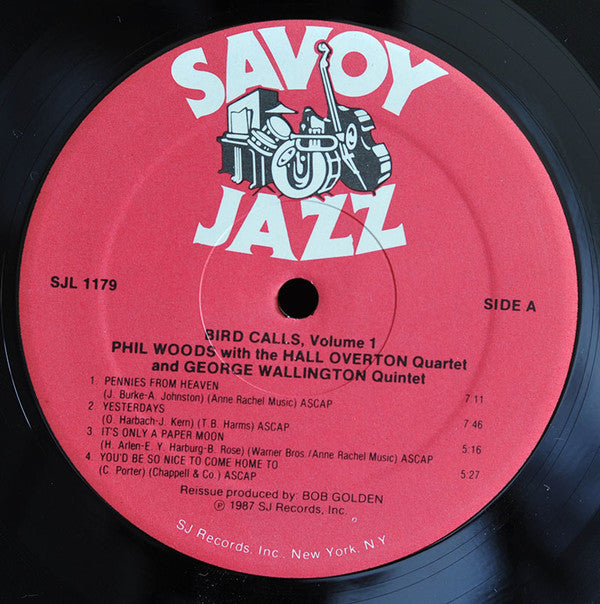 SAVOY
JAZZ
SJL 1179
SIDE A
BIRD CALLS, Volume 1
PHIL WOODS with the HALL OVERTON Quartet
and GEORGE WALLINGTON Quintet
1. PENNIES FROM HEAVEN
(J. Burke-A. Johnston) (Anne Rachel Music) ASCAP 7:11
2. YESTERDAYS
(O. Harbach-J. Kern) (T.B. Harms) ASCAP 7:46
3. IT'S ONLY A PAPER MOON
(H. Arlen-E. Y. Harburg-B. Rose) (Warner Bros./Anne Rachel Music) ASCAP 5:16
4. YOU'D BE SO NICE TO COME HOME TO
(C. Porter) (Chappell & Co.) ASCAP 5:27
Reissue produced by: BOB GOLDEN
℗ 1987 SJ Records, Inc.
SJ Records, Inc. New York, N.Y.